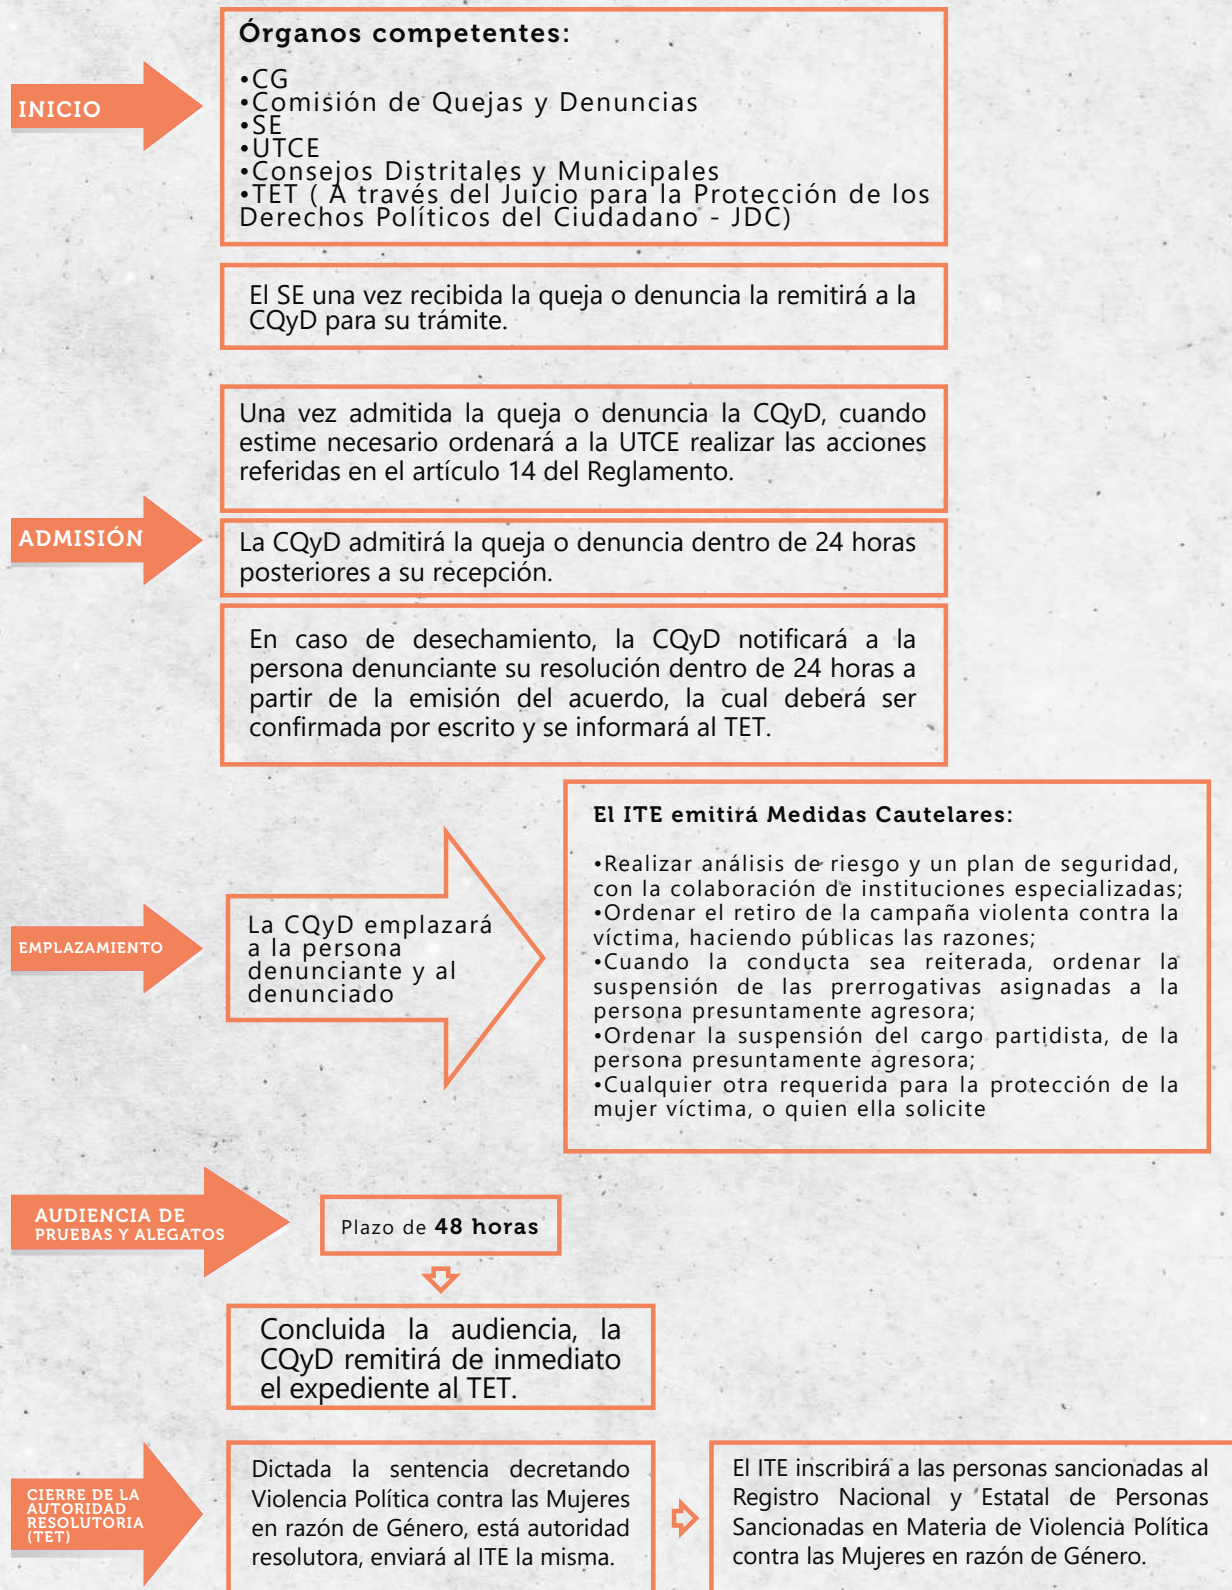 INICIO
Órganos competentes:
•CG
•Comisión de Quejas y Denuncias
•SE
•UTCE
•Consejos Distritales y Municipales
•TET ( A través del Juicio para la Protección de los
Derechos Políticos del Ciudadano - JDC)
El SE una vez recibida la queja o denuncia la remitirá a la
CQyD para su trámite.
ADMISIÓN
Una vez admitida la queja o denuncia la CQyD, cuando
estime necesario ordenará a la UTCE realizar las acciones
referidas en el artículo 14 del Reglamento.
La CQyD admitirá la queja o denuncia dentro de 24 horas
posteriores a su recepción.
En caso de desechamiento, la CQyD notificará a la
persona denunciante su resolución dentro de 24 horas a
partir de la emisión del acuerdo, la cual deberá ser
confirmada por escrito y se informará al TET.
EMPLAZAMIENTO
La CQyD emplazará
a la persona
denunciante y al
denunciado
El ITE emitirá Medidas Cautelares:
•Realizar análisis de riesgo y un plan de seguridad,
con la colaboración de instituciones especializadas;
•Ordenar el retiro de la campaña violenta contra la
víctima, haciendo públicas las razones;
•Cuando la conducta sea reiterada, ordenar la
suspensión de las prerrogativas asignadas a la
persona presuntamente agresora;
•Ordenar la suspensión del cargo partidista, de la
persona presuntamente agresora;
•Cualquier otra requerida para la protección de la
mujer víctima, o quien ella solicite
AUDIENCIA DE
PRUEBAS Y ALEGATOS
Plazo de 48 horas
Concluida la audiencia, la
CQyD remitirá de inmediato
el expediente al TET.
CIERRE DE LA
AUTORIDAD
RESOLUTORIA
(TET)
Dictada la sentencia decretando
Violencia Política contra las Mujeres
en razón de Género, está autoridad
resolutora, enviará al ITE la misma.
El ITE inscribirá a las personas sancionadas al
Registro Nacional y Estatal de Personas
Sancionadas en Materia de Violencia Política
contra las Mujeres en razón de Género.